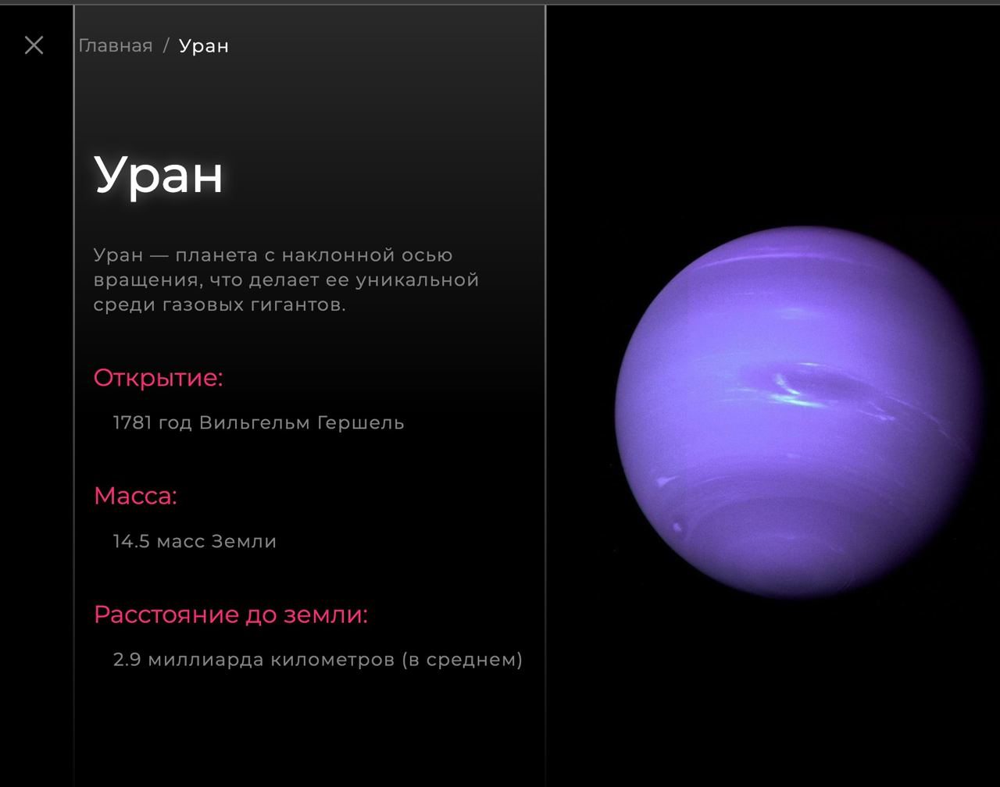 Главная / Уран
Уран
Уран — планета с наклонной осью
вращения, что делает ее уникальной
среди газовых гигантов.
Открытие:
1781 год Вильгельм Гершель
Масса:
14.5 масс Земли
Расстояние до земли:
2.9 миллиарда километров (в среднем)